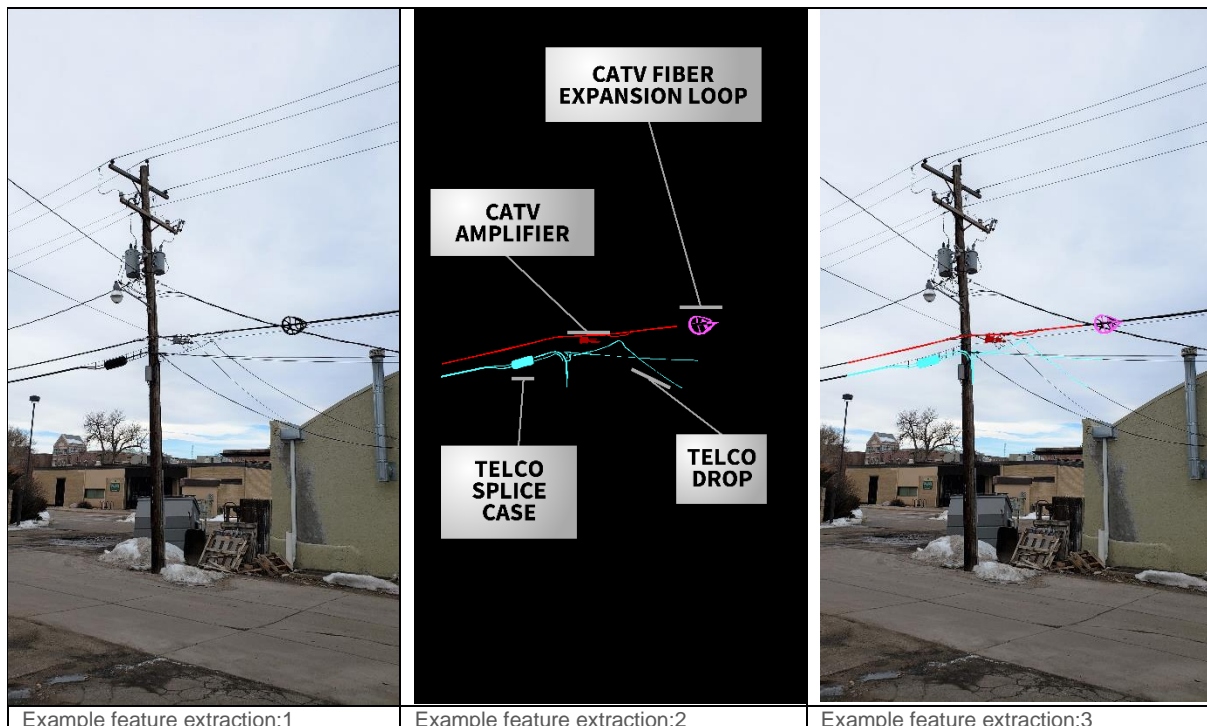 CATV FIBER
EXPANSION LOOP
CATV
AMPLIFIER
TELCO
SPLICE
CASE
TELCO
DROP
Example feature extraction:1
Example feature extraction:2
Example feature extraction:3